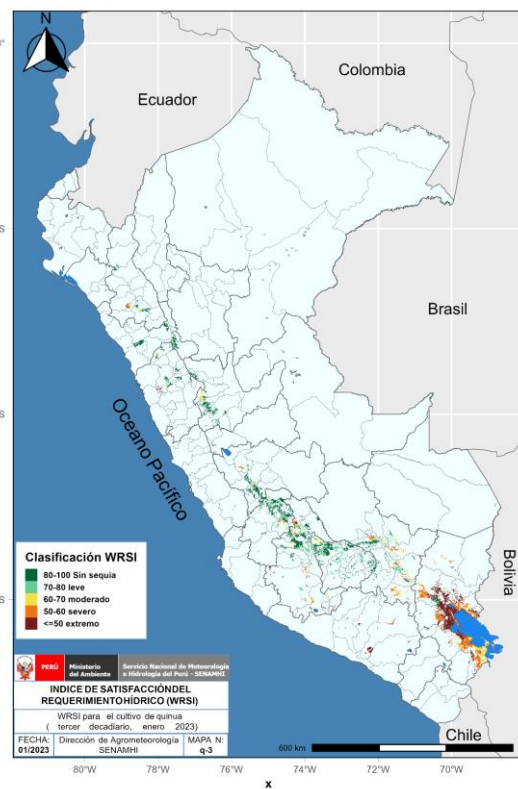 N
Colombia
Ecuador
Brasil
Oceano Pacífico
Bolivia
Chile
Clasificación WRSI
80-100 Sin sequia
70-80 leve
60-70 moderado
50-60 severo
<=50 extremo
PERÚ
Ministerio del Ambiente
Servicio Nacional de Meteorología e Hidrología del Perú - SENAMHI
INDICE DE SATISFACCIÓNDEL
REQUERIMIENTOHÍDRICO (WRSI)
WRSI para el cultivo de quinua
( tercer decadiario, enero 2023)
FECHA:
01/2023
Dirección de Agrometeorología
SENAMHI
MAPA N:
q-3
600 km
80°W
78°W
76°W
74°W
72°W
70°W
x